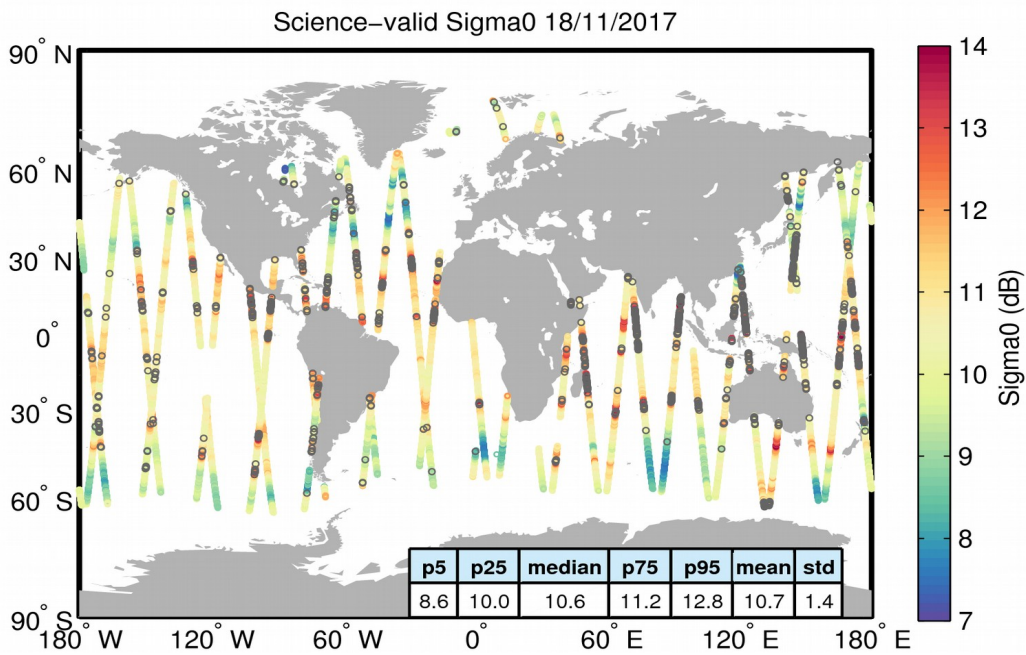 Science−valid Sigma0 18/11/2017
90° N
60° N
30° N
0°
30° S
60° S
90° S
180° W
120° W
60° W
0°
60° E
120° E
180° E
14
13
12
11
10
9
8
7
Sigma0 (dB)
p5 p25 median p75 p95 mean std
8.6 10.0 10.6 11.2 12.8 10.7 1.4